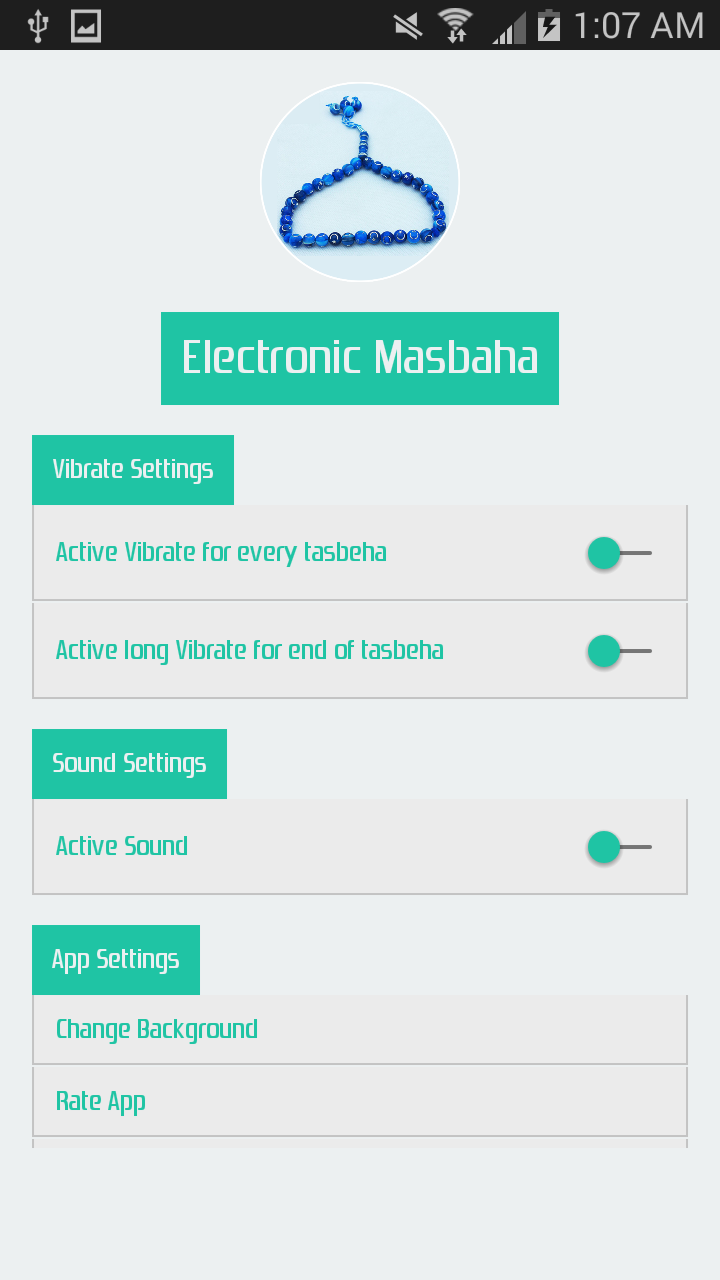 1:07 AM
Electronic Masbaha
Vibrate Settings
Active Vibrate for every tasbeha
Active long Vibrate for end of tasbeha
Sound Settings
Active Sound
App Settings
Change Background
Rate App